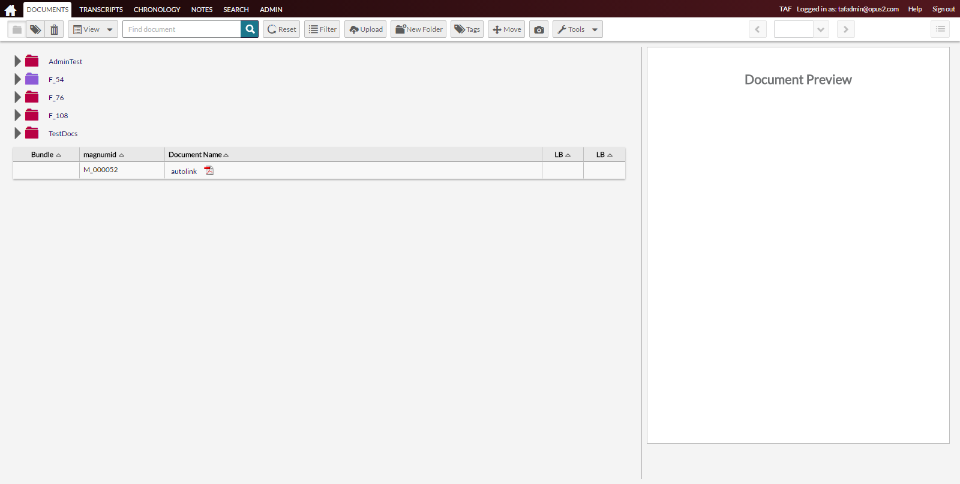 DOCUMENTS TRANSCRIPTS CHRONOLOGY NOTES SEARCH ADMIN TAF Logged in as: tafadmin@opus2.com Help Sign out
View Find document Reset Filter Upload New Folder Tags Move Tools
AdminTest
F_54
F_76
F_108
TestDocs
Bundle magnumid Document Name LB LB
M_000052 autolink
Document Preview